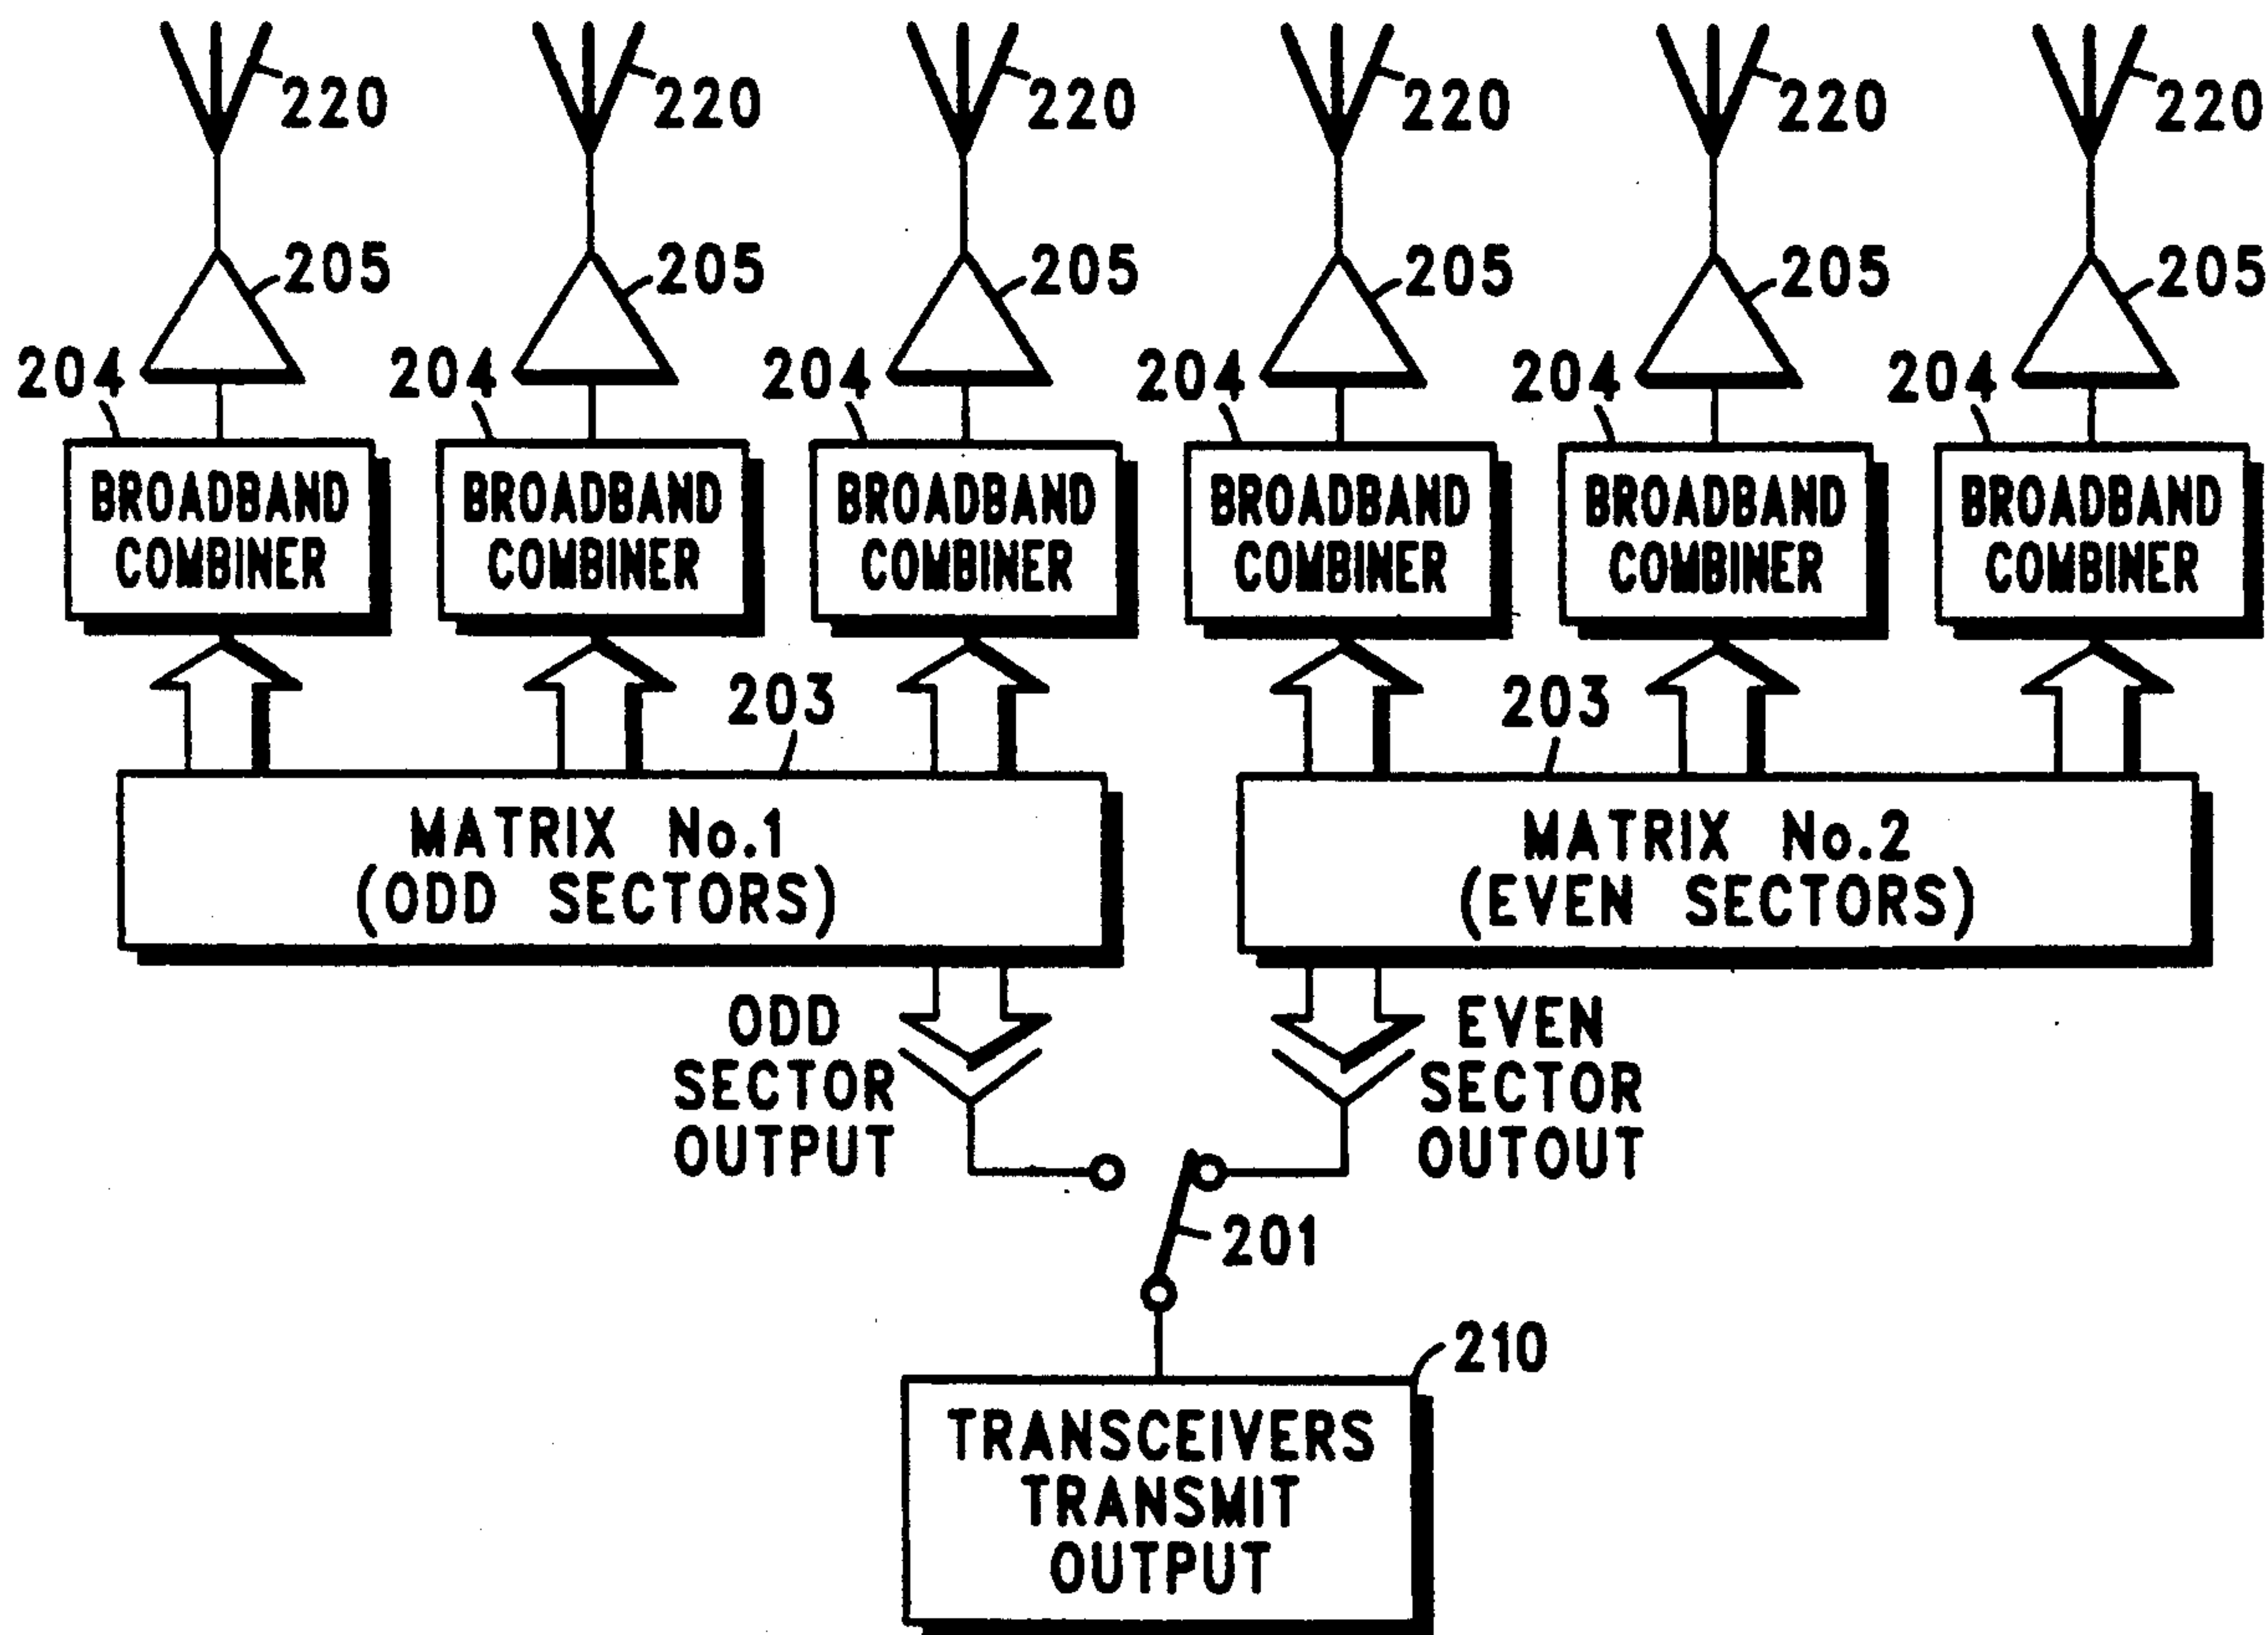 220 220 220 220 220 220
205 205 205 205 205 205
204 204 204 204 204 204
BROADBAND BROADBAND BROADBAND BROADBAND BROADBAND BROADBAND
COMBINER COMBINER COMBINER COMBINER COMBINER COMBINER
203 203
MATRIX No.1
(ODD SECTORS)
MATRIX No.2
(EVEN SECTORS)
ODD
SECTOR
OUTPUT
EVEN
SECTOR
OUTOUT
201
210
TRANSCEIVERS
TRANSMIT
OUTPUT